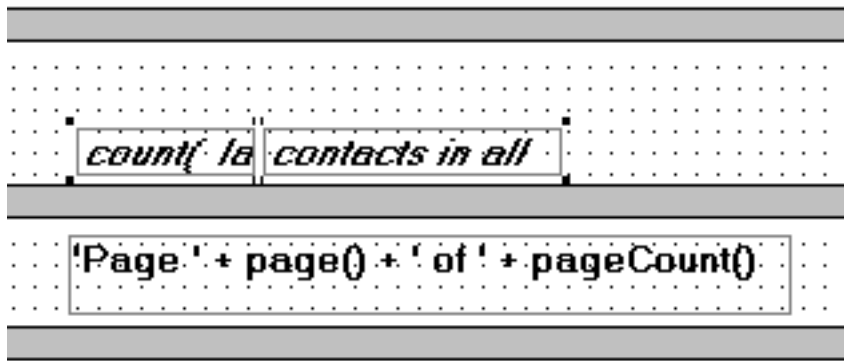 count( la contacts in all
'Page ' + page() + ' of ' + pageCount()